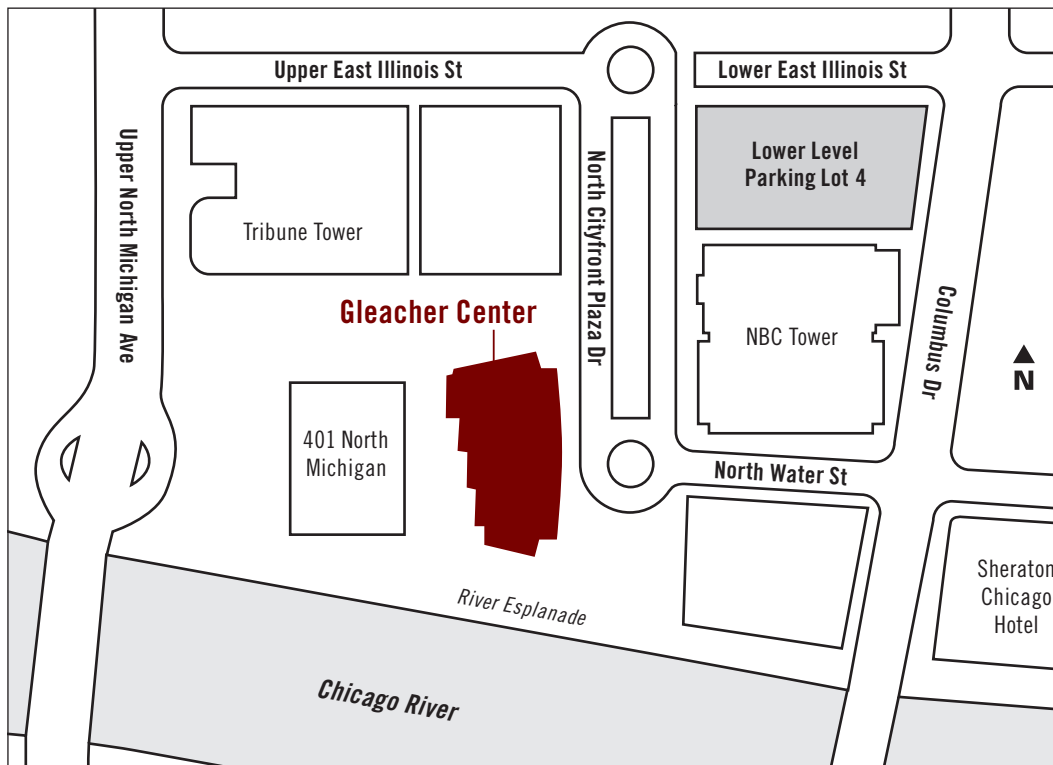 Upper East Illinois St
Lower East Illinois St
Upper North Michigan Ave
North Cityfront Plaza Dr
Lower Level
Parking Lot 4
Tribune Tower
Gleacher Center
NBC Tower
Columbus Dr
N
401 North
Michigan
North Water St
Sheraton
Chicago
Hotel
River Esplanade
Chicago River